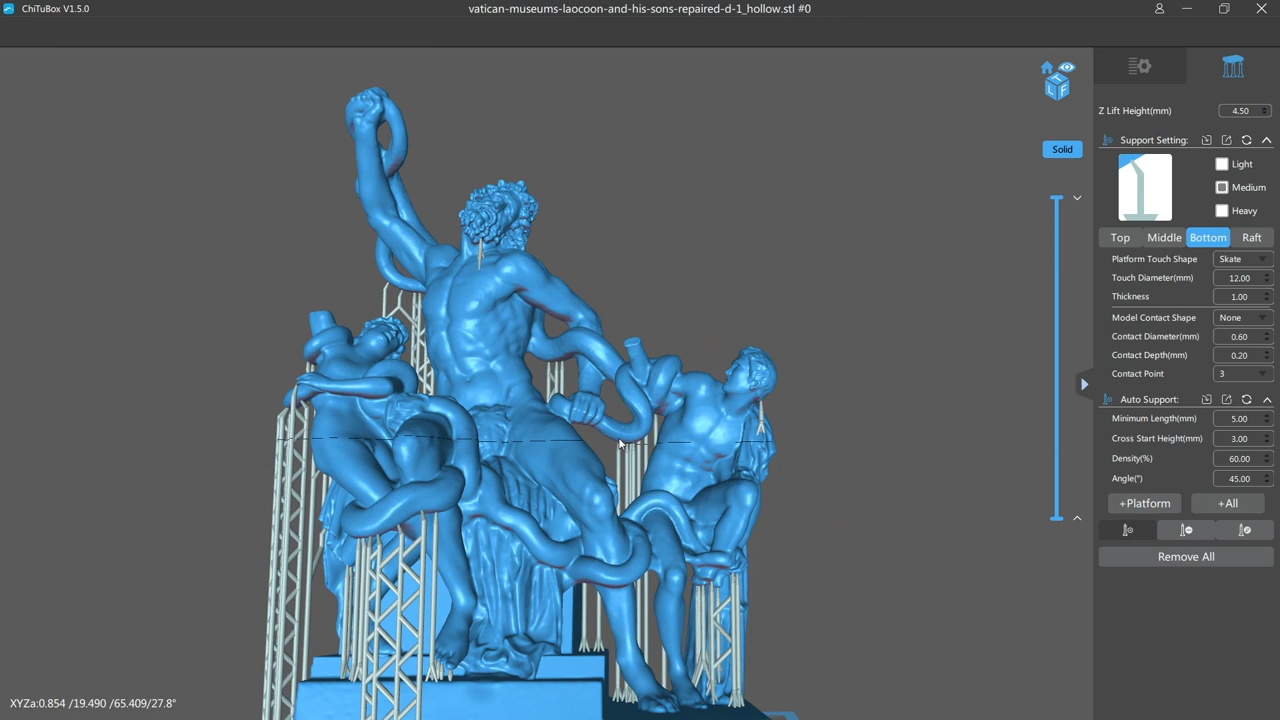 ChiTuBox V1.5.0
vatican-museums-laocoon-and-his-sons-repaired-d-1_hollow.stl #0
T
L F
Solid
Z Lift Height(mm) 4.50
Support Setting:
Light
Medium
Heavy
Top Middle Bottom Raft
Platform Touch Shape Skate
Touch Diameter(mm) 12.00
Thickness 1.00
Model Contact Shape None
Contact Diameter(mm) 0.60
Contact Depth(mm) 0.20
Contact Point 3
Auto Support:
Minimum Length(mm) 5.00
Cross Start Height(mm) 3.00
Density(%) 60.00
Angle(°) 45.00
+Platform +All
Remove All
XYZa:0.854 /19.490 /65.409/27.8°